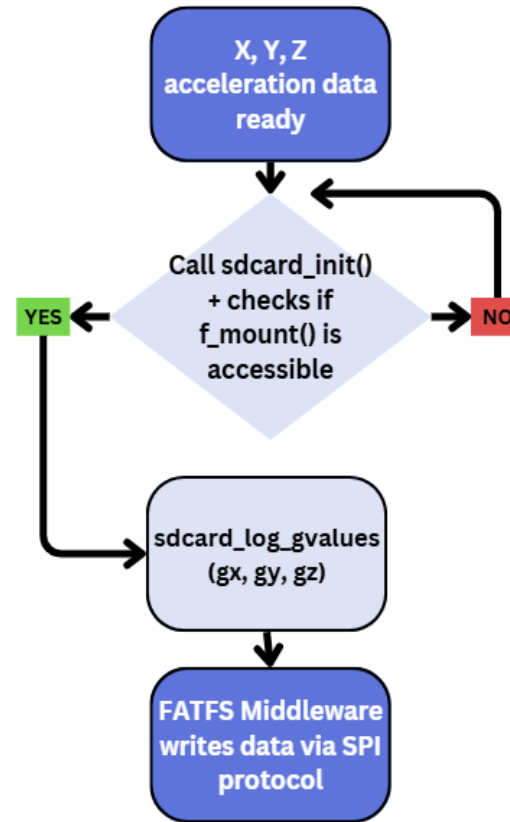 X, Y, Z
acceleration data
ready
Call sdcard_init()
+ checks if
f_mount() is
accessible
YES
NO
sdcard_log_gvalues
(gx, gy, gz)
FATFS Middleware
writes data via SPI
protocol